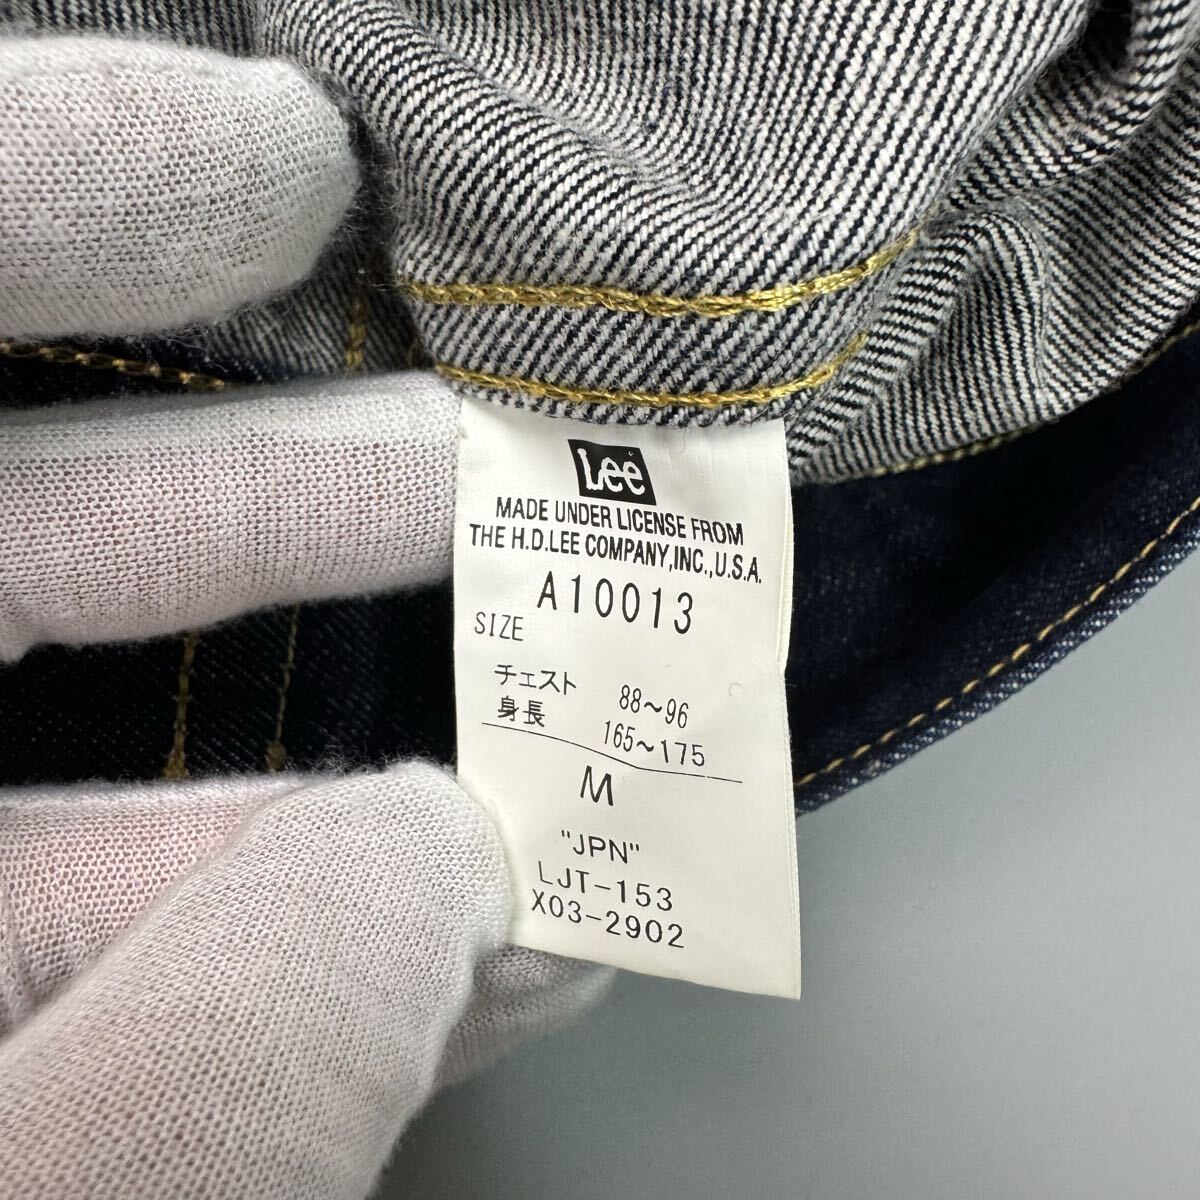 Lee
MADE UNDER LICENSE FROM
THE H.D.LEE COMPANY,INC.,U.S.A.
A10013
SIZE
チェスト 88~96
身長 165~175
M
"JPN"
LJT-153
X03-2902